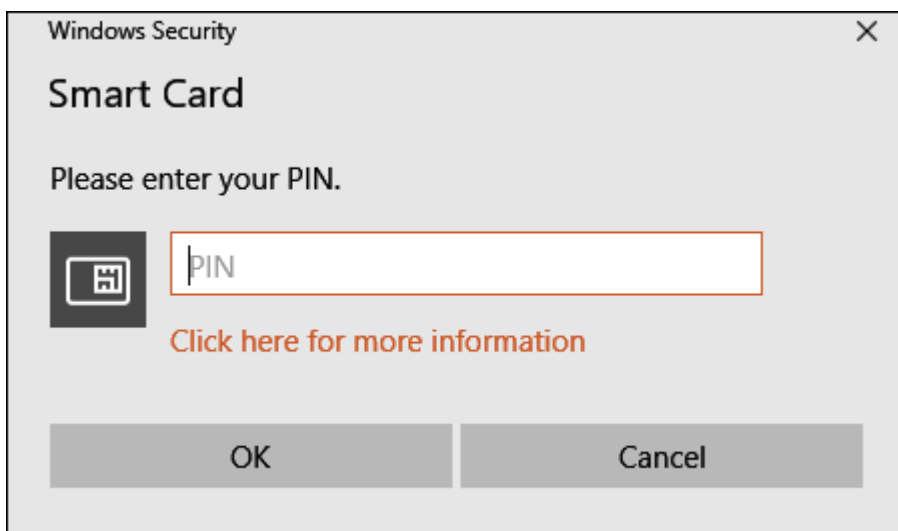 Windows Security
Smart Card
Please enter your PIN.
PIN
Click here for more information
OK
Cancel